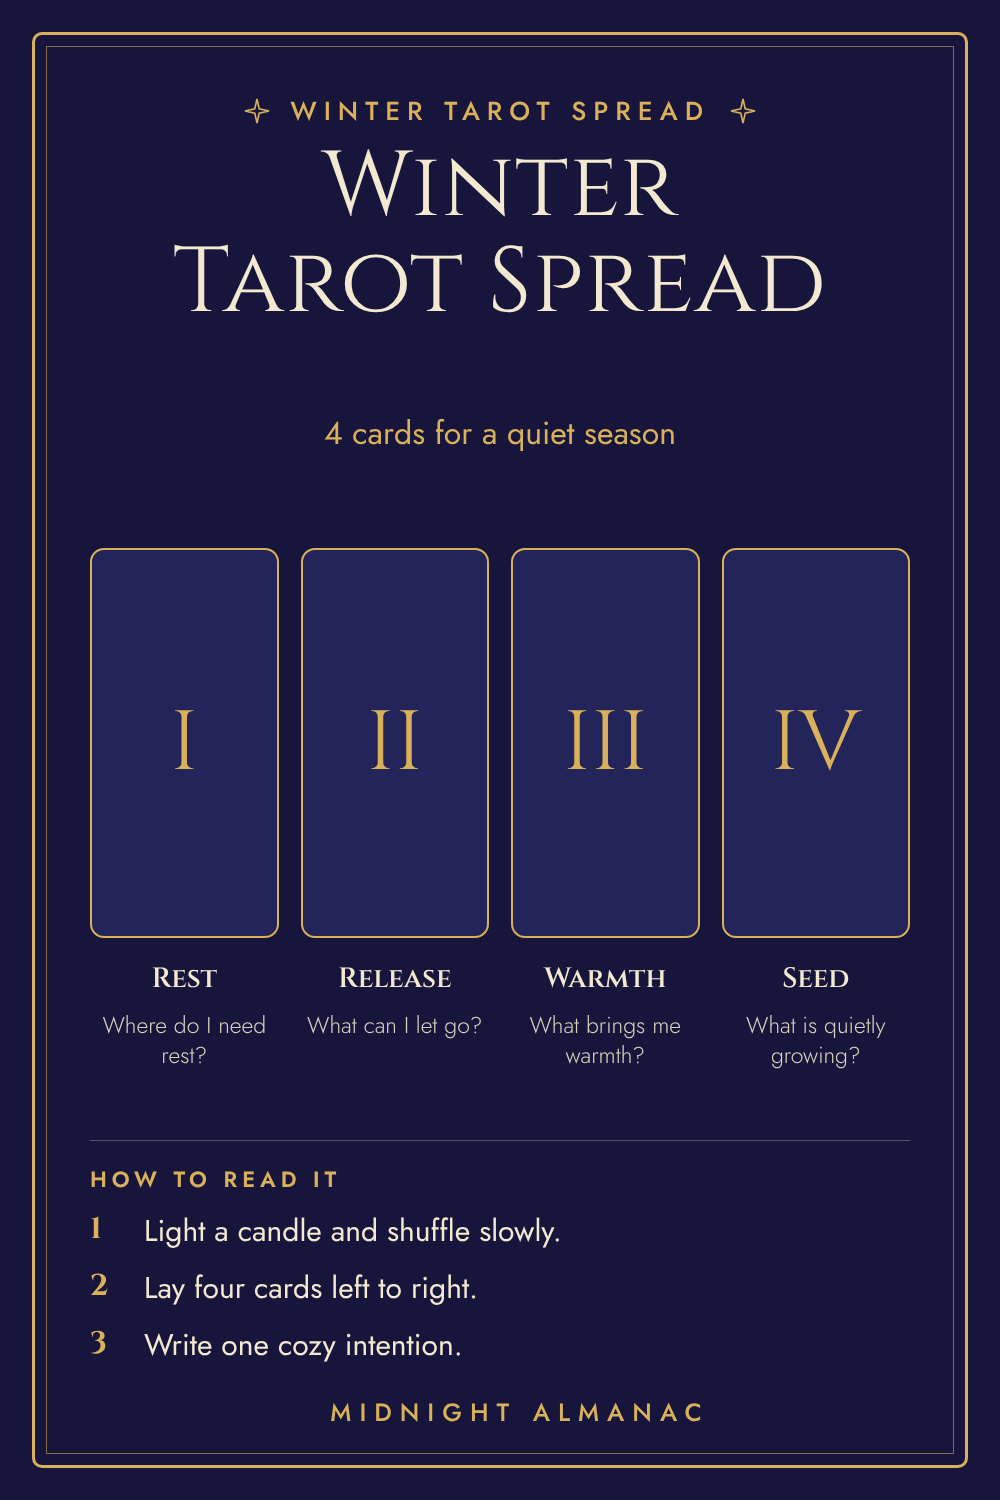 WINTER TAROT SPREAD
Winter
Tarot Spread
4 cards for a quiet season
I
II
III
IV
Rest
Where do I need
rest?
Release
What can I let go?
Warmth
What brings me
warmth?
Seed
What is quietly
growing?
HOW TO READ IT
1 Light a candle and shuffle slowly.
2 Lay four cards left to right.
3 Write one cozy intention.
MIDNIGHT ALMANAC